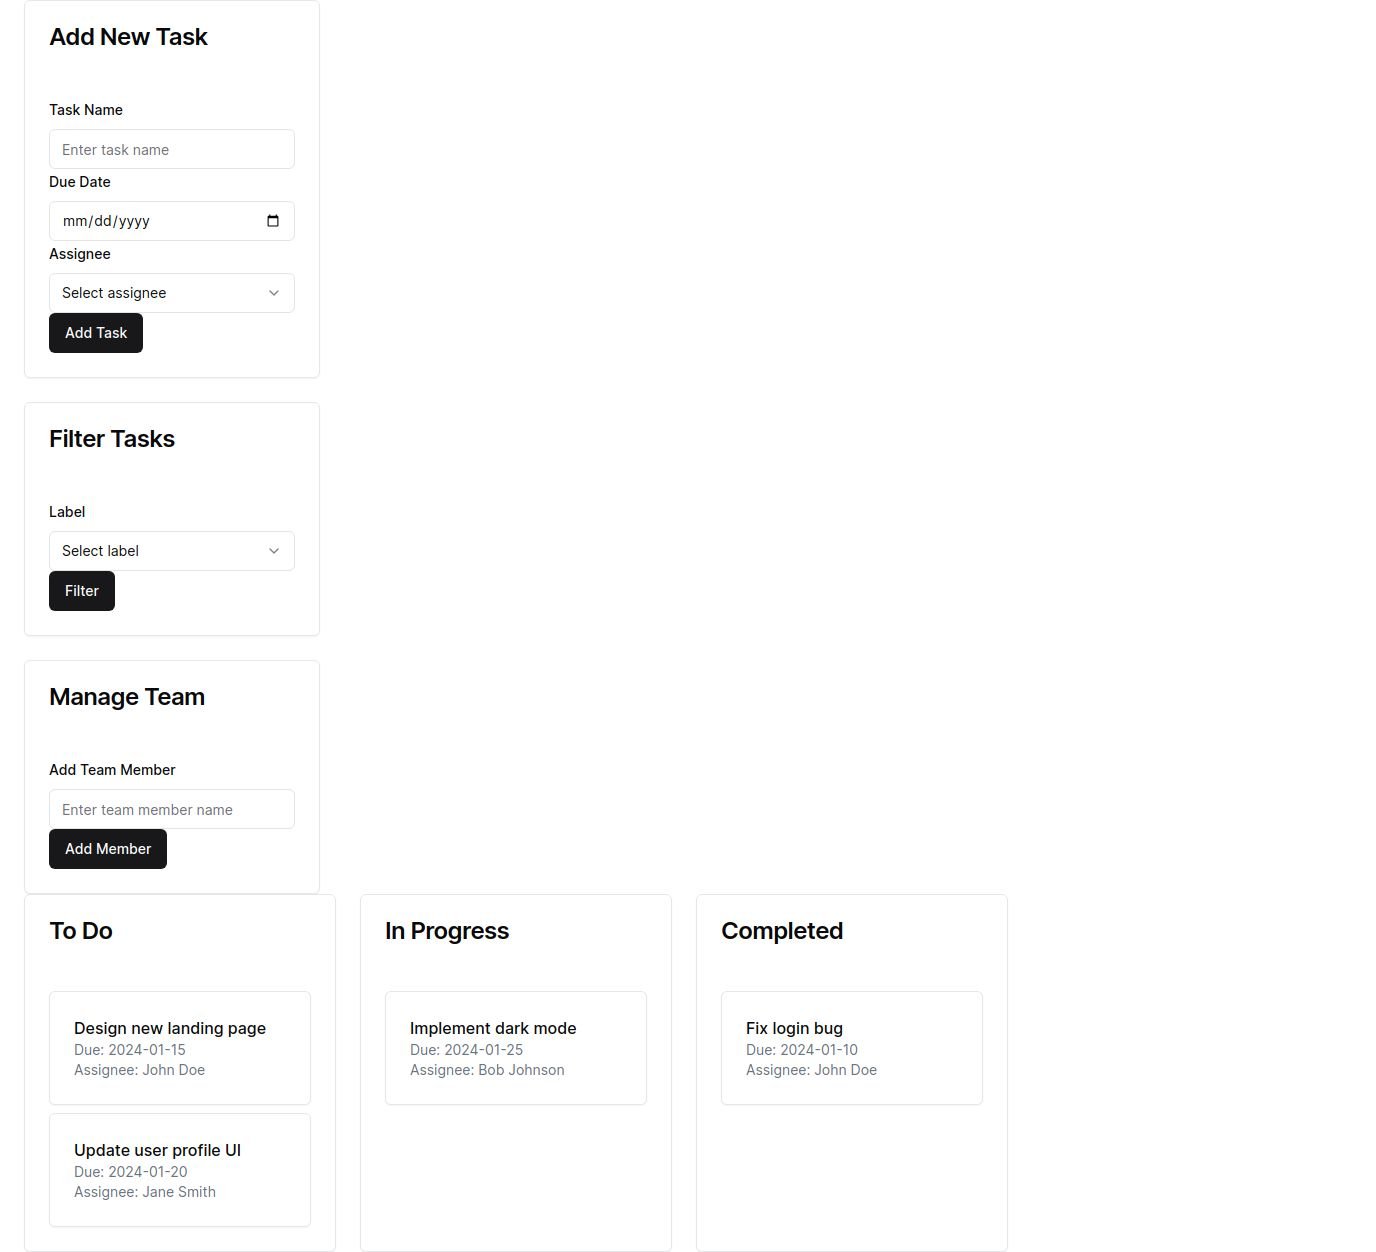 Add New Task
Task Name
Enter task name
Due Date
mm/dd/yyyy
Assignee
Select assignee
Add Task
Filter Tasks
Label
Select label
Filter
Manage Team
Add Team Member
Enter team member name
Add Member
To Do
Design new landing page
Due: 2024-01-15
Assignee: John Doe
Update user profile UI
Due: 2024-01-20
Assignee: Jane Smith
In Progress
Implement dark mode
Due: 2024-01-25
Assignee: Bob Johnson
Completed
Fix login bug
Due: 2024-01-10
Assignee: John Doe